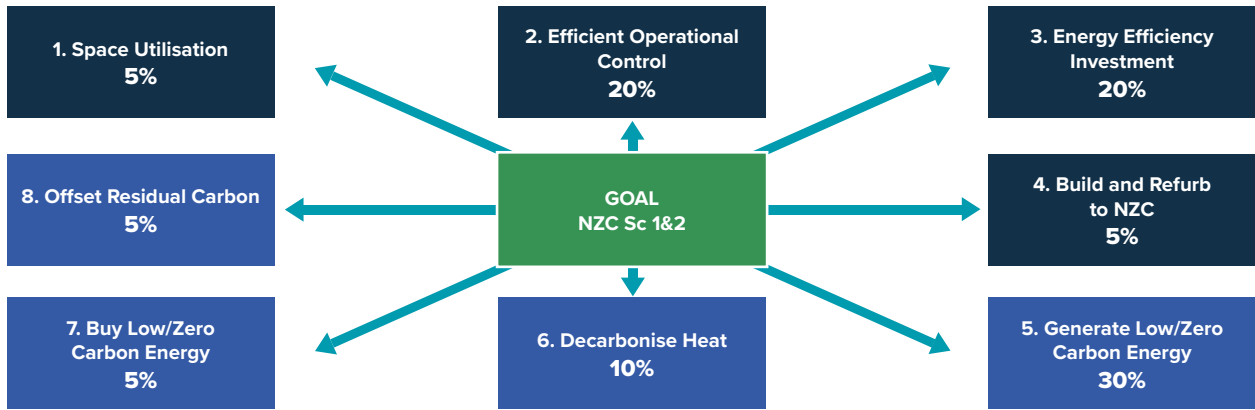 1. Space Utilisation
5%
2. Efficient Operational
Control
20%
3. Energy Efficiency
Investment
20%
8. Offset Residual Carbon
5%
GOAL
NZC Sc 1&2
4. Build and Refurb
to NZC
5%
7. Buy Low/Zero
Carbon Energy
5%
6. Decarbonise Heat
10%
5. Generate Low/Zero
Carbon Energy
30%